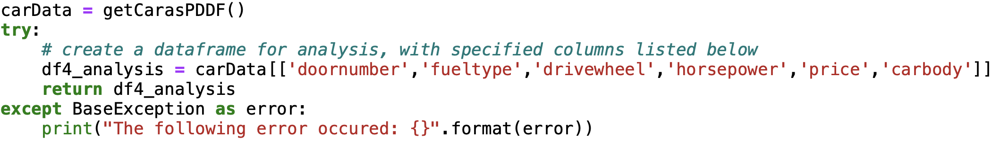 carData = getCarasPDDF()
try:
    # create a dataframe for analysis, with specified columns listed below
    df4_analysis = carData[['doornumber','fueltype','drivewheel','horsepower','price','carbody']]
    return df4_analysis
except BaseException as error:
    print("The following error occured: {}".format(error))